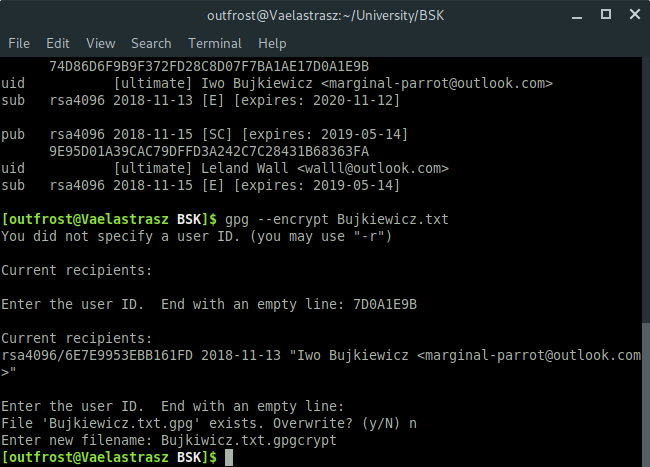 outfrost@Vaelastrasz:~/University/BSK
File Edit View Search Terminal Help
74D86D6F9B9F372FD28C8D07F7BA1AE17D0A1E9B
uid [ultimate] Iwo Bujkiewicz <marginal-parrot@outlook.com>
sub rsa4096 2018-11-13 [E] [expires: 2020-11-12]
pub rsa4096 2018-11-15 [SC] [expires: 2019-05-14]
9E95D01A39CAC79DFFD3A242C7C28431B68363FA
uid [ultimate] Leland Wall <walll@outlook.com>
sub rsa4096 2018-11-15 [E] [expires: 2019-05-14]
[outfrost@Vaelastrasz BSK]$ gpg --encrypt Bujkiewicz.txt
You did not specify a user ID. (you may use "-r")
Current recipients:
Enter the user ID.  End with an empty line: 7D0A1E9B
Current recipients:
rsa4096/6E7E9953EBB161FD 2018-11-13 "Iwo Bujkiewicz <marginal-parrot@outlook.com
>"
Enter the user ID.  End with an empty line:
File 'Bujkiewicz.txt.gpg' exists. Overwrite? (y/N) n
Enter new filename: Bujkiwicz.txt.gpgcrypt
[outfrost@Vaelastrasz BSK]$